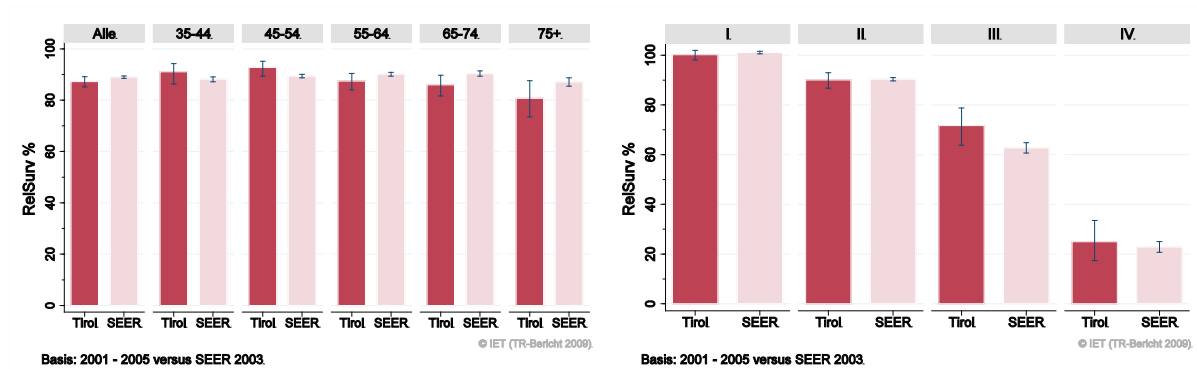 Alle. 35-44. 45-54. 55-64. 65-74. 75+.
RelSurv %
100
80
60
40
20
0
Tirol. SEER. Tirol. SEER. Tirol. SEER. Tirol. SEER. Tirol. SEER. Tirol. SEER.
© IET (TR-Bericht 2009).
Basis: 2001 - 2005 versus SEER 2003.
I. II. III. IV.
RelSurv %
100
80
60
40
20
0
Tirol. SEER. Tirol. SEER. Tirol. SEER. Tirol. SEER.
© IET (TR-Bericht 2009).
Basis: 2001 - 2005 versus SEER 2003.